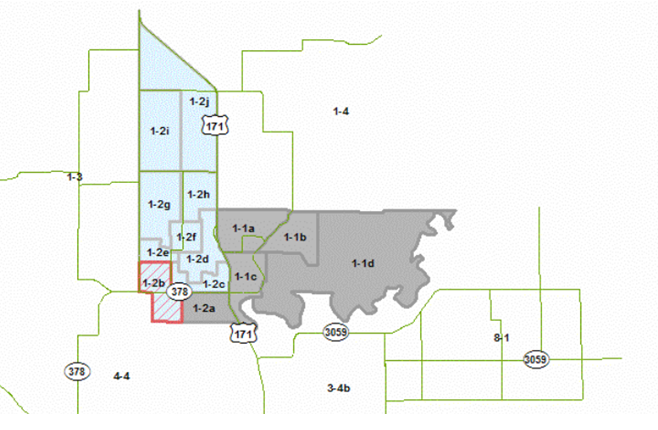 1-2j
1-4
171
1-2i
1-3
1-2h
1-2g
1-1a
1-2f
1-1b
1-2e
1-2d
1-1d
1-1c
1-2b
1-2c
378
1-2a
171
3059
8-1
3059
378
4-4
3-4b